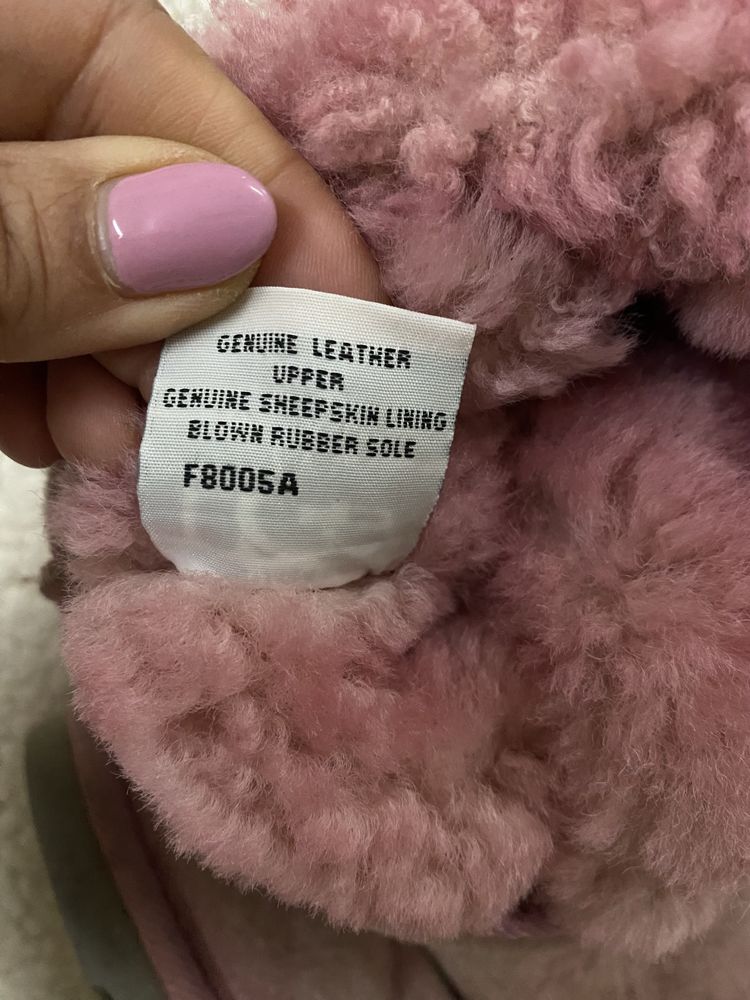 GENUINE LEATHER
UPPER
GENUINE SHEEPSKIN LINING
BLOWN RUBBER SOLE
F8005A